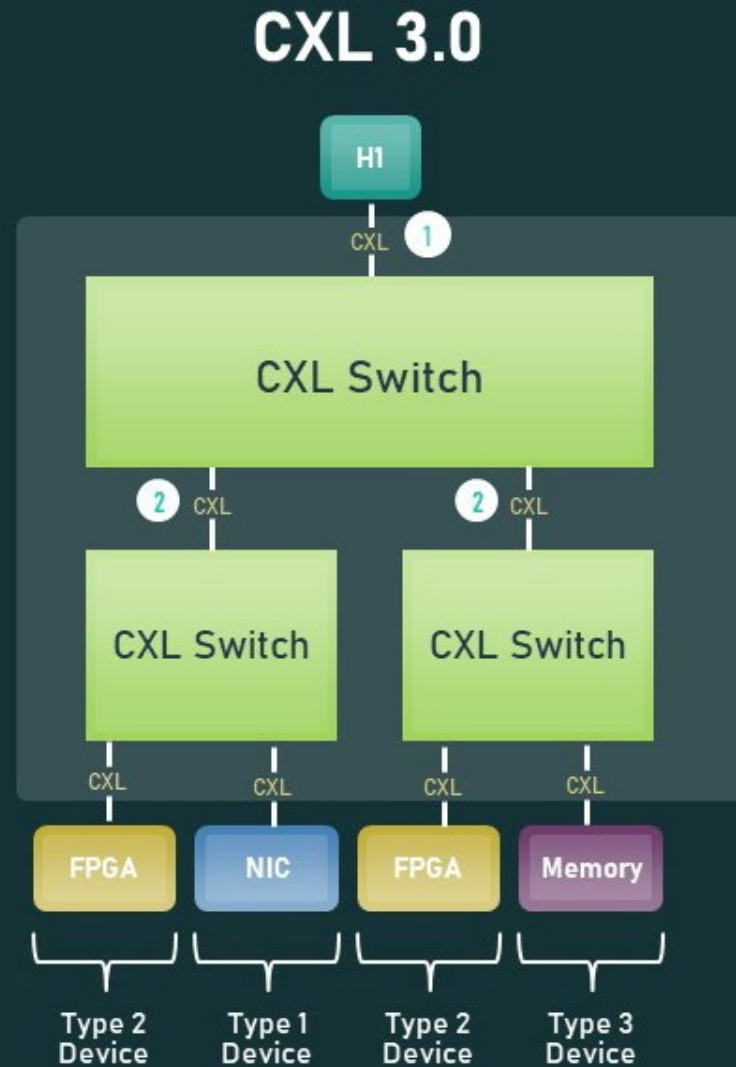 CXL 3.0
H1
CXL 1
CXL Switch
2 CXL 2 CXL
CXL Switch CXL Switch
CXL CXL CXL CXL
FPGA NIC FPGA Memory
Type 2 Type 1 Type 2 Type 3
Device Device Device Device